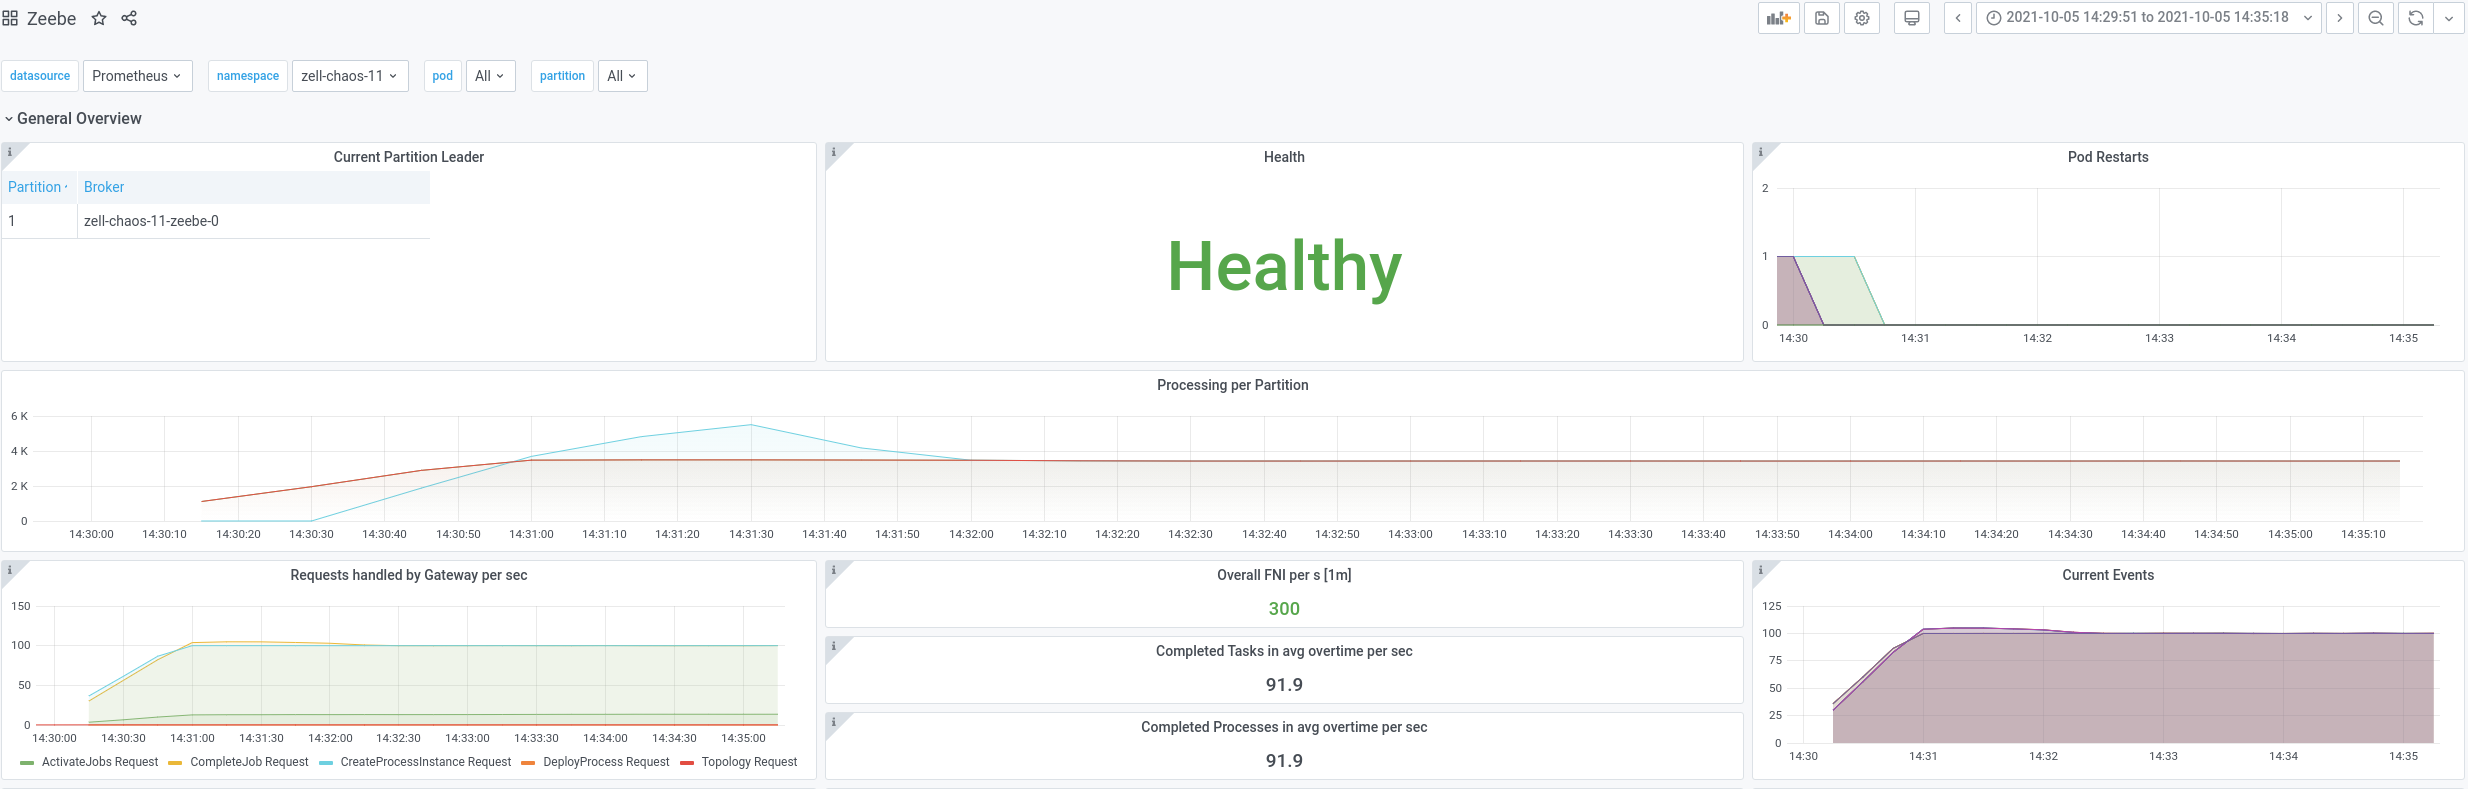 Zeebe
2021-10-05 14:29:51 to 2021-10-05 14:35:18
datasource Prometheus namespace zell-chaos-11 pod All partition All
General Overview
Current Partition Leader
Partition Broker
1 zell-chaos-11-zeebe-0
Health
Healthy
Pod Restarts
2
1
0
14:30 14:31 14:32 14:33 14:34 14:35
Processing per Partition
6 K
4 K
2 K
0
14:30:00 14:30:10 14:30:20 14:30:30 14:30:40 14:30:50 14:31:00 14:31:10 14:31:20 14:31:30 14:31:40 14:31:50 14:32:00 14:32:10 14:32:20 14:32:30 14:32:40 14:32:50 14:33:00 14:33:10 14:33:20 14:33:30 14:33:40 14:33:50 14:34:00 14:34:10 14:34:20 14:34:30 14:34:40 14:34:50 14:35:00 14:35:10
Requests handled by Gateway per sec
150
100
50
0
14:30:00 14:30:30 14:31:00 14:31:30 14:32:00 14:32:30 14:33:00 14:33:30 14:34:00 14:34:30 14:35:00
ActivateJobs Request CompleteJob Request CreateProcessInstance Request DeployProcess Request Topology Request
Overall FNI per s [1m]
300
Completed Tasks in avg overtime per sec
91.9
Completed Processes in avg overtime per sec
91.9
Current Events
125
100
75
50
25
0
14:30 14:31 14:32 14:33 14:34 14:35